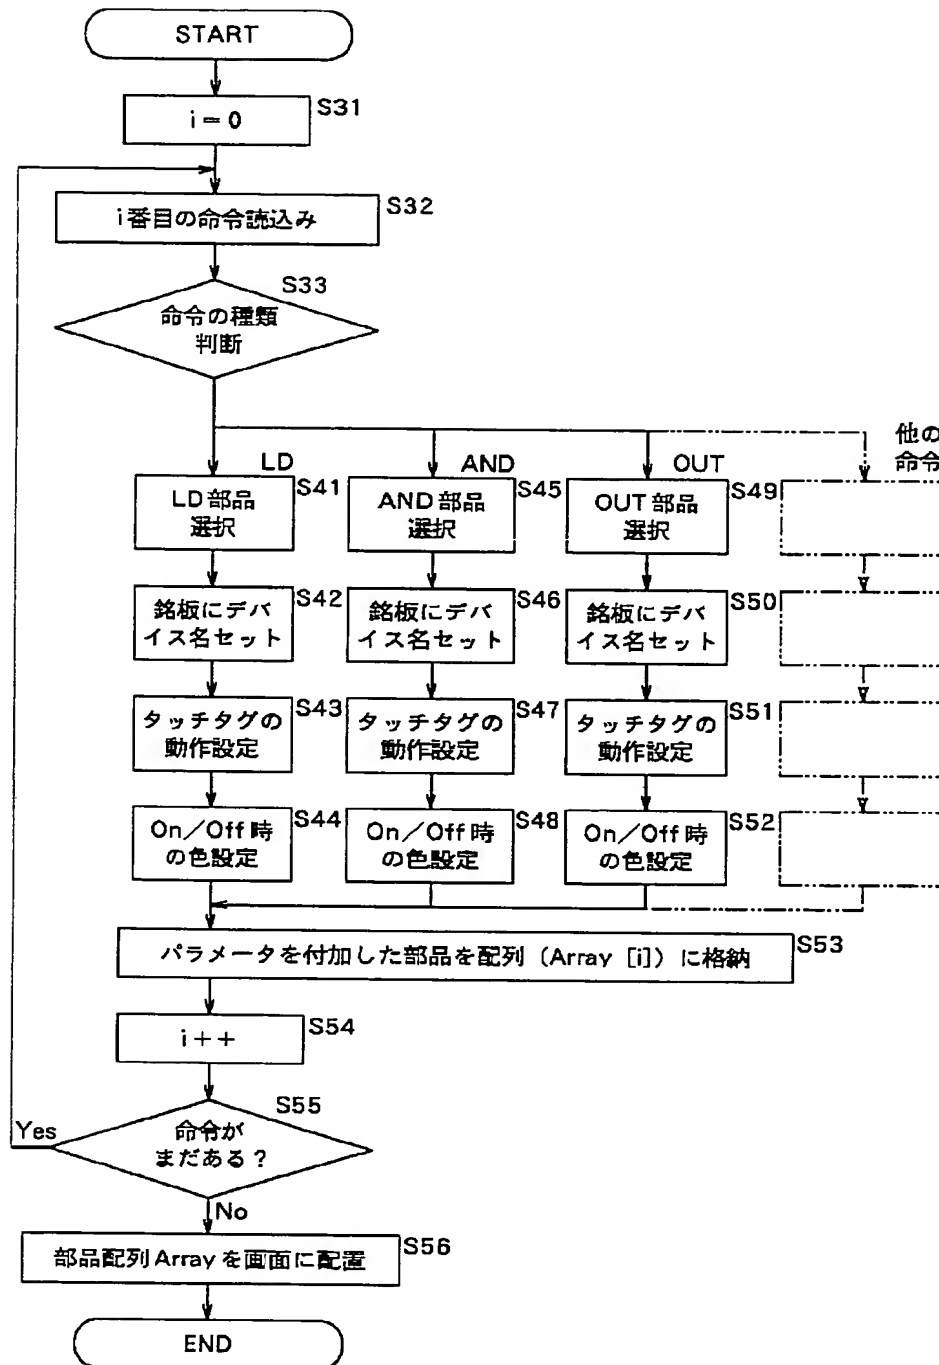 START
S31
i=0
S32
i番目の命令読込み
S33
命令の種類
判断
他の
命令
LD
AND
OUT
S41
LD部品
選択
S45
AND部品
選択
S49
OUT部品
選択
S42
銘板にデバ
イス名セット
S46
銘板にデバ
イス名セット
S50
銘板にデバ
イス名セット
S43
タッチタグの
動作設定
S47
タッチタグの
動作設定
S51
タッチタグの
動作設定
S44
On/Off時
の色設定
S48
On/Off時
の色設定
S52
On/Off時
の色設定
S53
パラメータを付加した部品を配列(Array [i])に格納
S54
i++
S55
命令が
まだある?
Yes
No
S56
部品配列Arrayを画面に配置
END